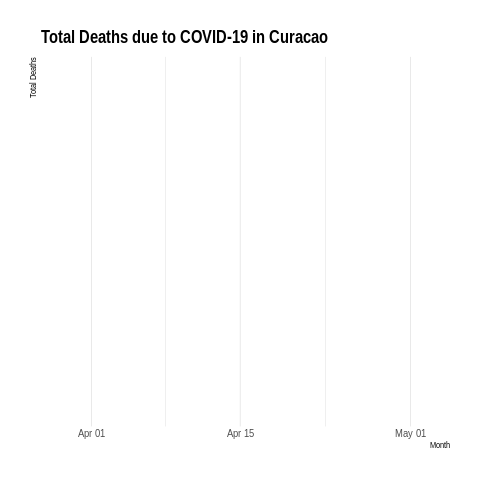 Total Deaths due to COVID-19 in Curacao
Total Deaths
Apr 01
Apr 15
May 01
Month